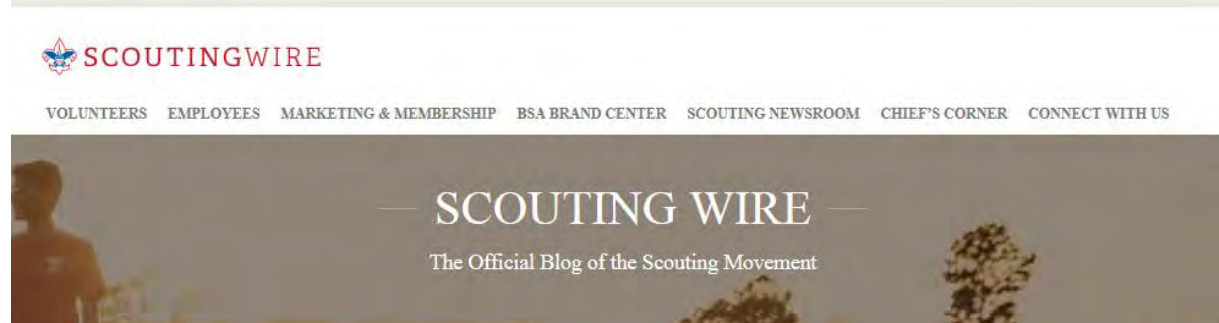 SCOUTINGWIRE
VOLUNTEERS EMPLOYEES MARKETING & MEMBERSHIP BSA BRAND CENTER SCOUTING NEWSROOM CHIEF'S CORNER CONNECT WITH US
SCOUTING WIRE
The Official Blog of the Scouting Movement